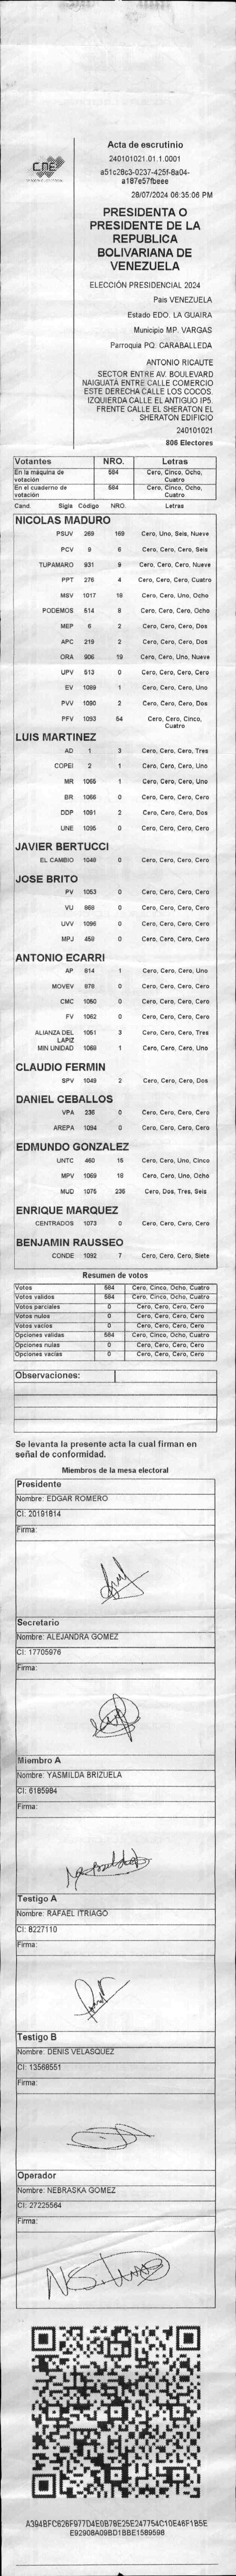 CNE
Acta de escrutinio
240101021.01.1.0001
a51c28c3-0237-425f-8a04-
a187e57fbeee
28/07/2024 06:35:06 PM
PRESIDENTA O
PRESIDENTE DE LA
REPUBLICA
BOLIVARIANA DE
VENEZUELA
ELECCIÓN PRESIDENCIAL 2024
Pais VENEZUELA
Estado EDO. LA GUAIRA
Municipio MP. VARGAS
Parroquia PQ. CARABALLEDA
ANTONIO RICAUTE
SECTOR ENTRE AV. BOULEVARD
NAIGUATÁ ENTRE CALLE COMERCIO
ESTE DERECHA CALLE LOS COCOS.
IZQUIERDA CALLE EL ANTIGUO IPS.
FRENTE CALLE EL SHERATON EL
SHERATON EDIFICIO
240101021
806 Electores
Votantes NRO. Letras
En la máquina de votación 584 Cero, Cinco, Ocho, Cuatro
En el cuaderno de votación 584 Cero, Cinco, Ocho, Cuatro
Cand. Sigla Código NRO. Letras
NICOLAS MADURO
PSUV 269 169 Cero, Uno, Seis, Nueve
PCV 9 6 Cero, Cero, Cero, Seis
TUPAMARO 931 9 Cero, Cero, Cero, Nueve
PPT 276 4 Cero, Cero, Cero, Cuatro
MSV 1017 18 Cero, Cero, Uno, Ocho
PODEMOS 514 8 Cero, Cero, Cero, Ocho
MEP 6 2 Cero, Cero, Cero, Dos
APC 219 2 Cero, Cero, Cero, Dos
ORA 906 19 Cero, Cero, Uno, Nueve
UPV 513 0 Cero, Cero, Cero, Cero
EV 1089 1 Cero, Cero, Cero, Uno
PVV 1090 2 Cero, Cero, Cero, Dos
PFV 1093 54 Cero, Cero, Cinco, Cuatro
LUIS MARTINEZ
AD 1 3 Cero, Cero, Cero, Tres
COPEI 2 1 Cero, Cero, Cero, Uno
MR 1065 1 Cero, Cero, Cero, Uno
BR 1066 0 Cero, Cero, Cero, Cero
DDP 1091 2 Cero, Cero, Cero, Dos
UNE 1095 0 Cero, Cero, Cero, Cero
JAVIER BERTUCCI
EL CAMBIO 1048 0 Cero, Cero, Cero, Cero
JOSE BRITO
PV 1053 0 Cero, Cero, Cero, Cero
VU 868 0 Cero, Cero, Cero, Cero
UVV 1096 0 Cero, Cero, Cero, Cero
MPJ 458 0 Cero, Cero, Cero, Cero
ANTONIO ECARRI
AP 814 1 Cero, Cero, Cero, Uno
MOVEV 878 0 Cero, Cero, Cero, Cero
CMC 1050 0 Cero, Cero, Cero, Cero
FV 1062 0 Cero, Cero, Cero, Cero
ALIANZA DEL LAPIZ 1051 3 Cero, Cero, Cero, Tres
MIN UNIDAD 1068 1 Cero, Cero, Cero, Uno
CLAUDIO FERMIN
SPV 1049 2 Cero, Cero, Cero, Dos
DANIEL CEBALLOS
VPA 236 0 Cero, Cero, Cero, Cero
AREPA 1094 0 Cero, Cero, Cero, Cero
EDMUNDO GONZALEZ
UNTC 460 15 Cero, Cero, Uno, Cinco
MPV 1069 18 Cero, Cero, Uno, Ocho
MUD 1075 236 Cero, Dos, Tres, Seis
ENRIQUE MARQUEZ
CENTRADOS 1073 0 Cero, Cero, Cero, Cero
BENJAMIN RAUSSEO
CONDE 1092 7 Cero, Cero, Cero, Siete
Resumen de votos
Votos 584 Cero, Cinco, Ocho, Cuatro
Votos validos 584 Cero, Cinco, Ocho, Cuatro
Votos parciales 0 Cero, Cero, Cero, Cero
Votos nulos 0 Cero, Cero, Cero, Cero
Votos vacios 0 Cero, Cero, Cero, Cero
Opciones validas 584 Cero, Cinco, Ocho, Cuatro
Opciones nulas 0 Cero, Cero, Cero, Cero
Opciones vacias 0 Cero, Cero, Cero, Cero
Observaciones:
Se levanta la presente acta la cual firman en
señal de conformidad.
Miembros de la mesa electoral
Presidente
Nombre: EDGAR ROMERO
CI: 20191814
Firma:
Secretario
Nombre: ALEJANDRA GOMEZ
CI: 17705976
Firma:
Miembro A
Nombre: YASMILDA BRIZUELA
CI: 6185984
Firma:
Testigo A
Nombre: RAFAEL ITRIAGO
CI: 8227110
Firma:
Testigo B
Nombre: DENIS VELASQUEZ
CI: 13568551
Firma:
Operador
Nombre: NEBRASKA GOMEZ
CI: 27225564
Firma:
A394BFC626F977D4E0B78E25E247754C10E46F1B5E
E92908A09BD1BBE1589598